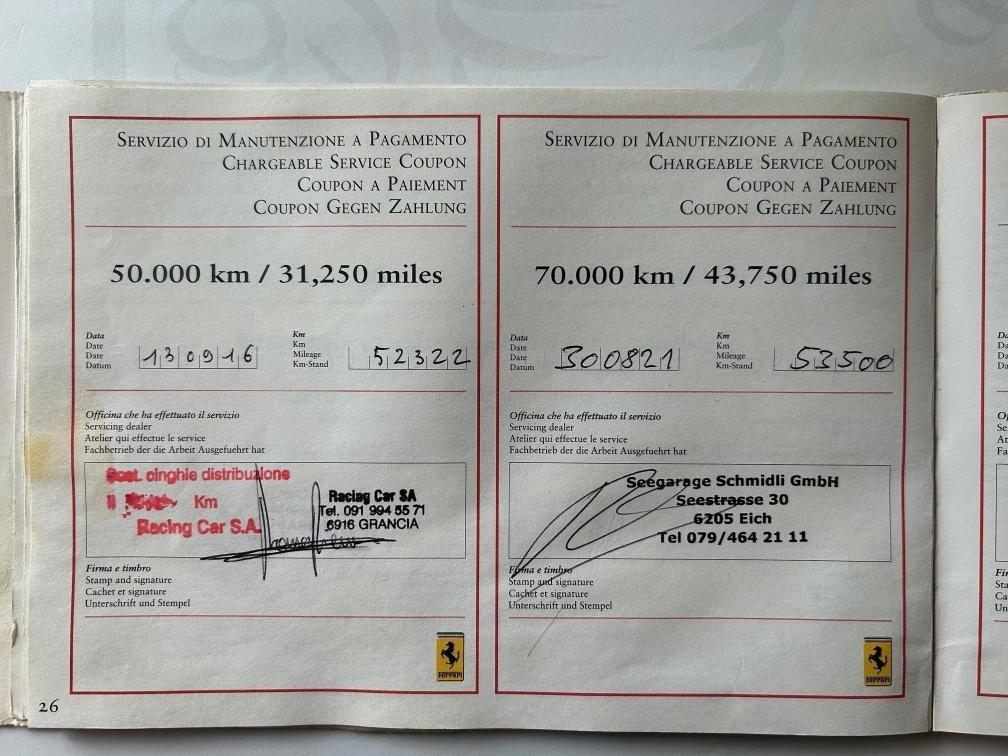 SERVIZIO DI MANUTENZIONE A PAGAMENTO
CHARGEABLE SERVICE COUPON
COUPON A PAIEMENT
COUPON GEGEN ZAHLUNG
50.000 km / 31,250 miles
Data
Date
Date
Datum
130916
Km
Km
Mileage
Km-Stand
52322
Officina che ha effettuato il servizio
Servicing dealer
Atelier qui effectue le service
Fachbetrieb der die Arbeit Ausgefuehrt hat
Sost. cinghie distribuzione
Km
Racing Car S.A.
Racing Car SA
Tel. 091 994 55 71
6916 GRANCIA
Firma e timbro
Stamp and signature
Cachet et signature
Unterschrift und Stempel
Ferrari
26
SERVIZIO DI MANUTENZIONE A PAGAMENTO
CHARGEABLE SERVICE COUPON
COUPON A PAIEMENT
COUPON GEGEN ZAHLUNG
70.000 km / 43,750 miles
Data
Date
Date
Datum
300821
Km
Km
Mileage
Km-Stand
53500
Officina che ha effettuato il servizio
Servicing dealer
Atelier qui effectue le service
Fachbetrieb der die Arbeit Ausgefuehrt hat
Seegarage Schmidli GmbH
Seestrasse 30
6205 Eich
Tel 079/464 21 11
Firma e timbro
Stamp and signature
Cachet et signature
Unterschrift und Stempel
Ferrari